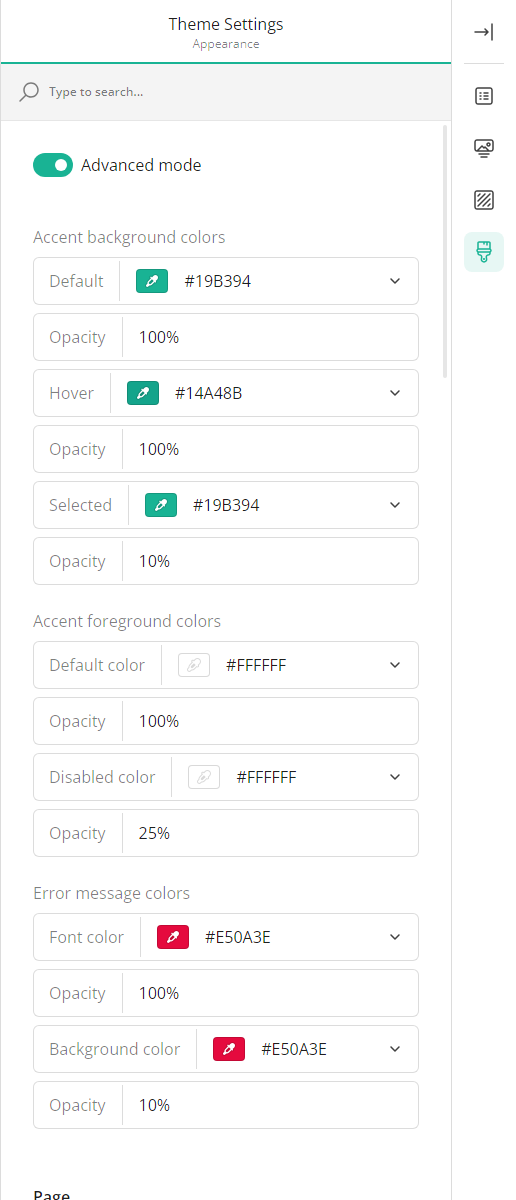 Theme Settings
Appearance
Type to search...
Advanced mode
Accent background colors
Default #19B394
Opacity 100%
Hover #14A48B
Opacity 100%
Selected #19B394
Opacity 10%
Accent foreground colors
Default color #FFFFFF
Opacity 100%
Disabled color #FFFFFF
Opacity 25%
Error message colors
Font color #E50A3E
Opacity 100%
Background color #E50A3E
Opacity 10%
Page